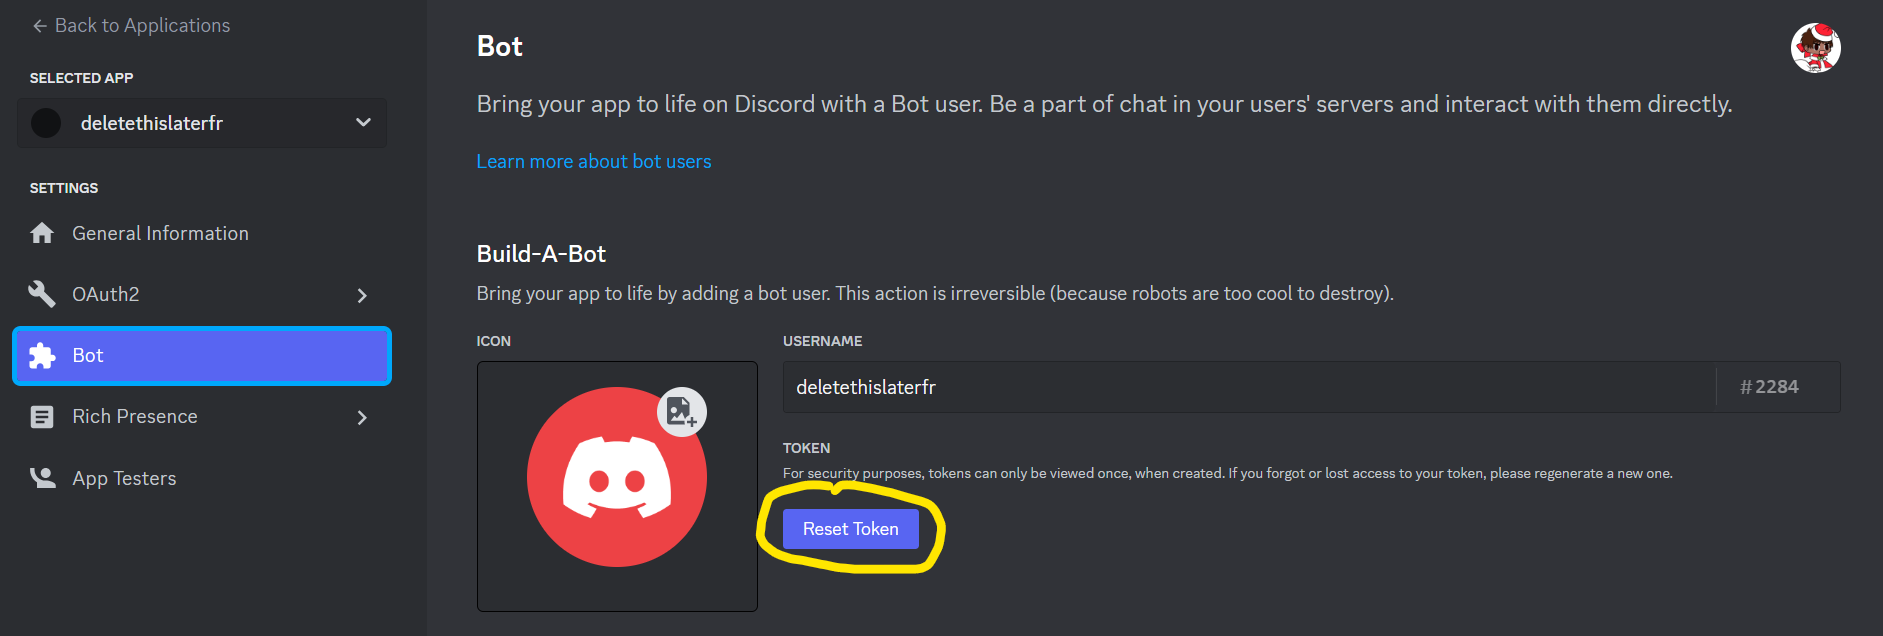 Back to Applications
SELECTED APP
deletethislaterfr
SETTINGS
General Information
OAuth2
Bot
Rich Presence
App Testers
Bot
Bring your app to life on Discord with a Bot user. Be a part of chat in your users' servers and interact with them directly.
Learn more about bot users
Build-A-Bot
Bring your app to life by adding a bot user. This action is irreversible (because robots are too cool to destroy).
ICON
USERNAME
deletethislaterfr #2284
TOKEN
For security purposes, tokens can only be viewed once, when created. If you forgot or lost access to your token, please regenerate a new one.
Reset Token